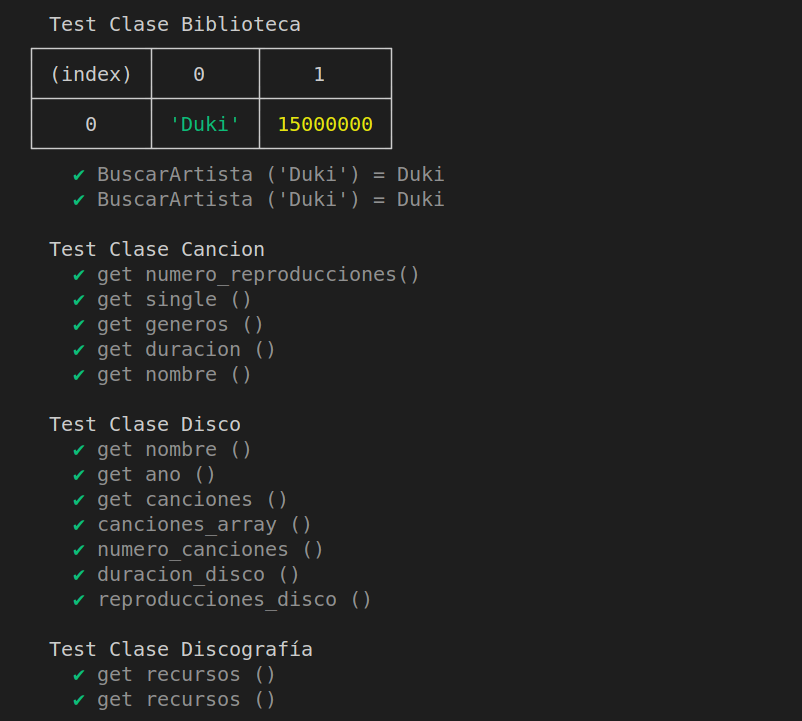 Test Clase Biblioteca
(index) 0 1
0 'Duki' 15000000
✔ BuscarArtista ('Duki') = Duki
✔ BuscarArtista ('Duki') = Duki
Test Clase Cancion
✔ get numero_reproducciones()
✔ get single ()
✔ get generos ()
✔ get duracion ()
✔ get nombre ()
Test Clase Disco
✔ get nombre ()
✔ get ano ()
✔ get canciones ()
✔ canciones_array ()
✔ numero_canciones ()
✔ duracion_disco ()
✔ reproducciones_disco ()
Test Clase Discografía
✔ get recursos ()
✔ get recursos ()